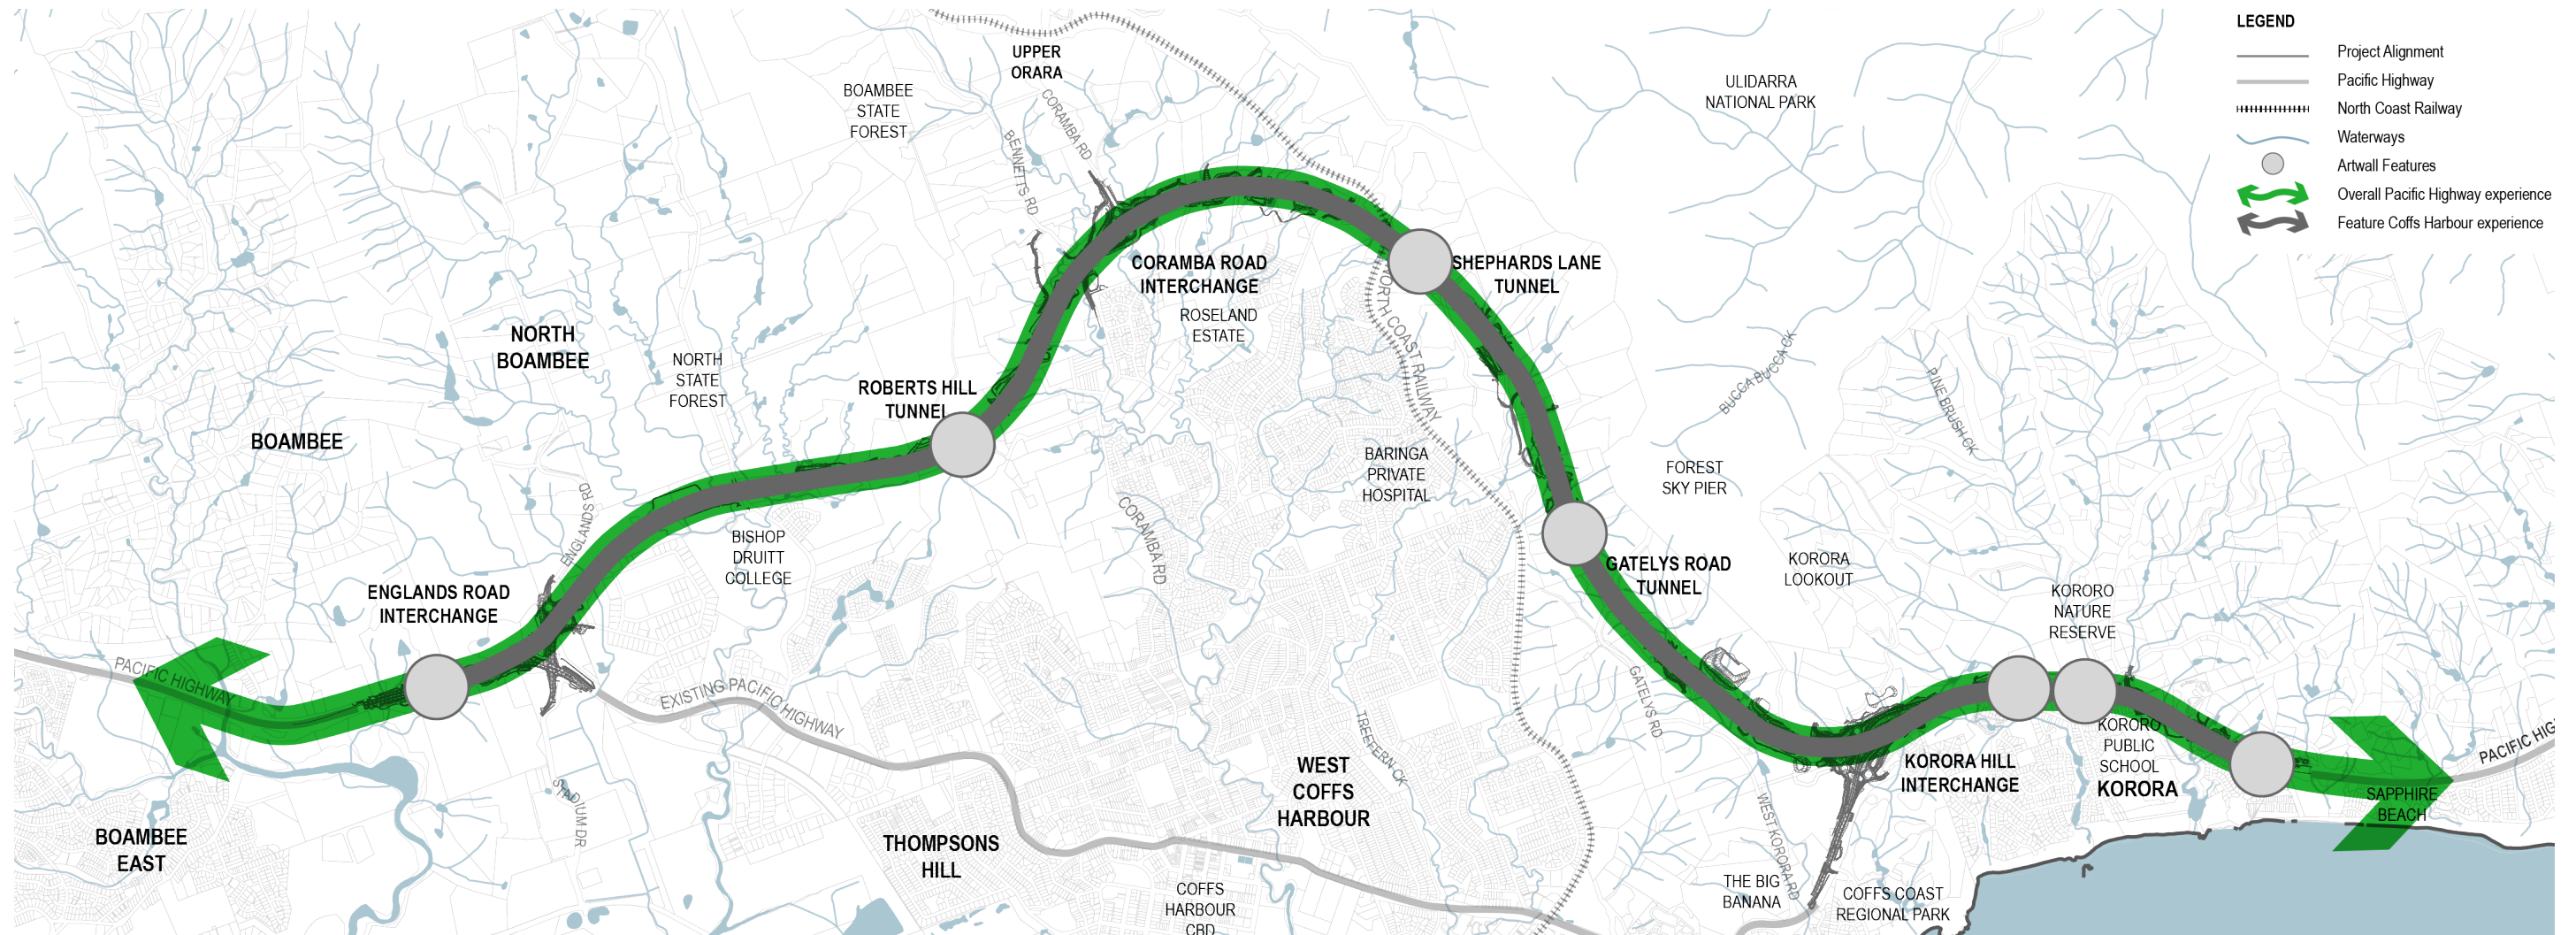 LEGEND
Project Alignment
Pacific Highway
North Coast Railway
Waterways
Artwall Features
Overall Pacific Highway experience
Feature Coffs Harbour experience
UPPER
ORARA
BOAMBEE
STATE
FOREST
CORAMBA RD
BENNETTS RD
ULIDARRA
NATIONAL PARK
CORAMBA ROAD
INTERCHANGE
ROSELAND
ESTATE
SHEPHARDS LANE
TUNNEL
NORTH COAST RAILWAY
NORTH
BOAMBEE
NORTH
STATE
FOREST
ROBERTS HILL
TUNNEL
BOAMBEE
BUCCA BUCCA CK
PINE BRUSH CK
BARINGA
PRIVATE
HOSPITAL
FOREST
SKY PIER
ENGLANDS RD
BISHOP
DRUITT
COLLEGE
CORAMBA RD
GATELYS ROAD
TUNNEL
KORORA
LOOKOUT
KORORO
NATURE
RESERVE
ENGLANDS ROAD
INTERCHANGE
PACIFIC HIGHWAY
EXISTING PACIFIC HIGHWAY
GATELYS RD
TREEFERN CK
KORORO
PUBLIC
SCHOOL
KORORA
PACIFIC HIG
KORORA HILL
INTERCHANGE
SAPPHIRE
BEACH
WEST
COFFS
HARBOUR
STADIUM DR
WEST KORORA RD
BOAMBEE
EAST
THOMPSONS
HILL
COFFS
HARBOUR
CBD
THE BIG
BANANA
COFFS COAST
REGIONAL PARK